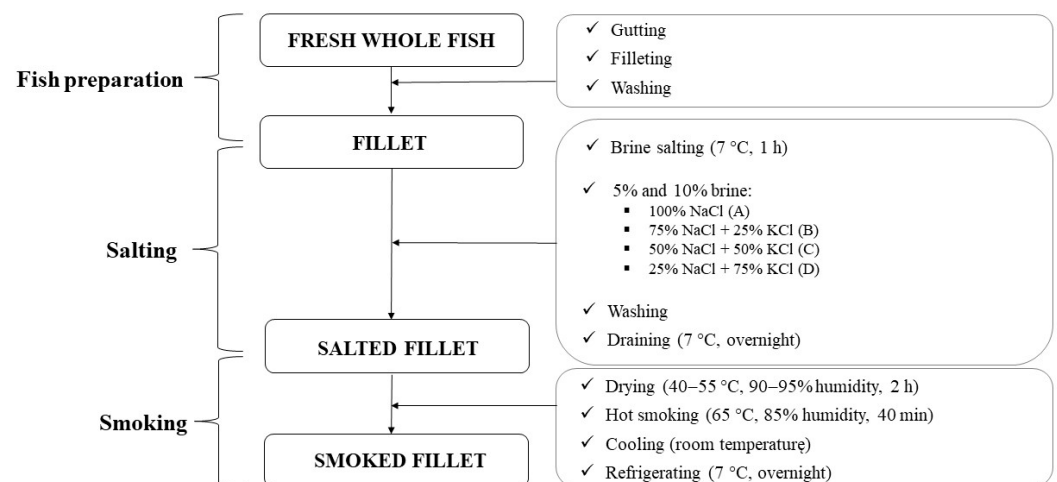 FRESH WHOLE FISH
✓ Gutting
✓ Filleting
✓ Washing
Fish preparation
FILLET
✓ Brine salting (7 °C, 1 h)
✓ 5% and 10% brine:
▪ 100% NaCl (A)
▪ 75% NaCl + 25% KCl (B)
▪ 50% NaCl + 50% KCl (C)
▪ 25% NaCl + 75% KCl (D)
Salting
✓ Washing
✓ Draining (7 °C, overnight)
SALTED FILLET
✓ Drying (40–55 °C, 90–95% humidity, 2 h)
✓ Hot smoking (65 °C, 85% humidity, 40 min)
Smoking
✓ Cooling (room temperature)
✓ Refrigerating (7 °C, overnight)
SMOKED FILLET